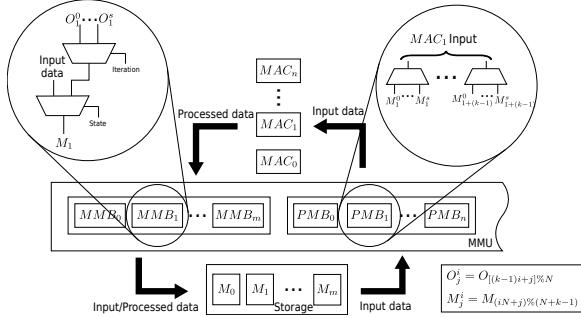 O_1^0 ... O_1^s
Input data
Iteration
State
M_1
MAC_n
MAC_1
MAC_0
Processed data
Input data
MAC_1 Input
M_1^0 ... M_1^s
M_{1+(k-1)}^0 ... M_{1+(k-1)}^s
MMB_0 MMB_1 ... MMB_m
PMB_0 PMB_1 ... PMB_n
MMU
Input/Processed data
M_0 M_1 ... M_m
Storage
Input data
O_j^i = O_{[(k-1)i+j]%N}
M_j^i = M_{(iN+j)%(N+k-1)}